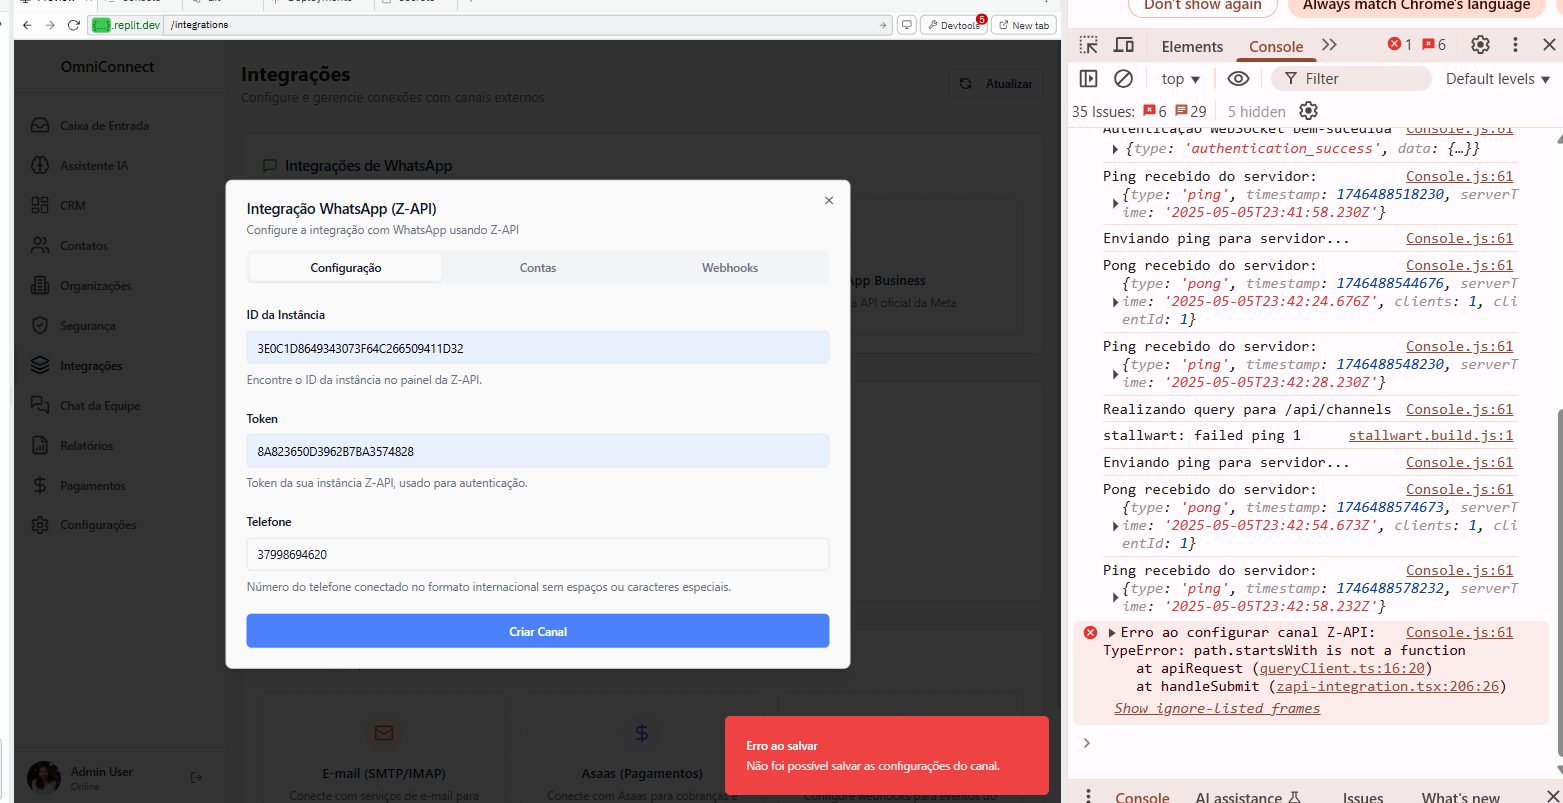 Preview
Console
Git
Deployments
Secrets
{...}.replit.dev
/integrations
Devtools
5
New tab
OmniConnect
Caixa de Entrada
Assistente IA
CRM
Contatos
Organizações
Segurança
Integrações
Chat da Equipe
Relatórios
Pagamentos
Configurações
Admin User
Online
Integrações
Configure e gerencie conexões com canais externos
Atualizar
Integrações de WhatsApp
App Business
a API oficial da Meta
Integração WhatsApp (Z-API)
Configure a integração com WhatsApp usando Z-API
Configuração
Contas
Webhooks
ID da Instância
3E0C1D8649343073F64C266509411D32
Encontre o ID da instância no painel da Z-API.
Token
8A823650D3962B7BA3574828
Token da sua instância Z-API, usado para autenticação.
Telefone
37998694620
Número do telefone conectado no formato internacional sem espaços ou caracteres especiais.
Criar Canal
E-mail (SMTP/IMAP)
Conecte com serviços de e-mail para
Asaas (Pagamentos)
Conecte com Asaas para cobranças e
Configure webhooks para eventos do
Erro ao salvar
Não foi possível salvar as configurações do canal.
Don't show again
Always match Chrome's language
Elements
Console
1
6
top
Filter
Default levels
35 Issues:
6
29
5 hidden
Autenticação WebSocket bem-sucedida Console.js:61
{type: 'authentication_success', data: {…}}
Ping recebido do servidor: Console.js:61
{type: 'ping', timestamp: 1746488518230, serverT
ime: '2025-05-05T23:41:58.230Z'}
Enviando ping para servidor... Console.js:61
Pong recebido do servidor: Console.js:61
{type: 'pong', timestamp: 1746488544676, serverT
ime: '2025-05-05T23:42:24.676Z', clients: 1, cli
entId: 1}
Ping recebido do servidor: Console.js:61
{type: 'ping', timestamp: 1746488548230, serverT
ime: '2025-05-05T23:42:28.230Z'}
Realizando query para /api/channels Console.js:61
stallwart: failed ping 1 stallwart.build.js:1
Enviando ping para servidor... Console.js:61
Pong recebido do servidor: Console.js:61
{type: 'pong', timestamp: 1746488574673, serverT
ime: '2025-05-05T23:42:54.673Z', clients: 1, cli
entId: 1}
Ping recebido do servidor: Console.js:61
{type: 'ping', timestamp: 1746488578232, serverT
ime: '2025-05-05T23:42:58.232Z'}
Erro ao configurar canal Z-API: Console.js:61
TypeError: path.startsWith is not a function
at apiRequest (queryClient.ts:16:20)
at handleSubmit (zapi-integration.tsx:206:26)
Show ignore-listed frames
Console
AI assistance
Issues
What's new